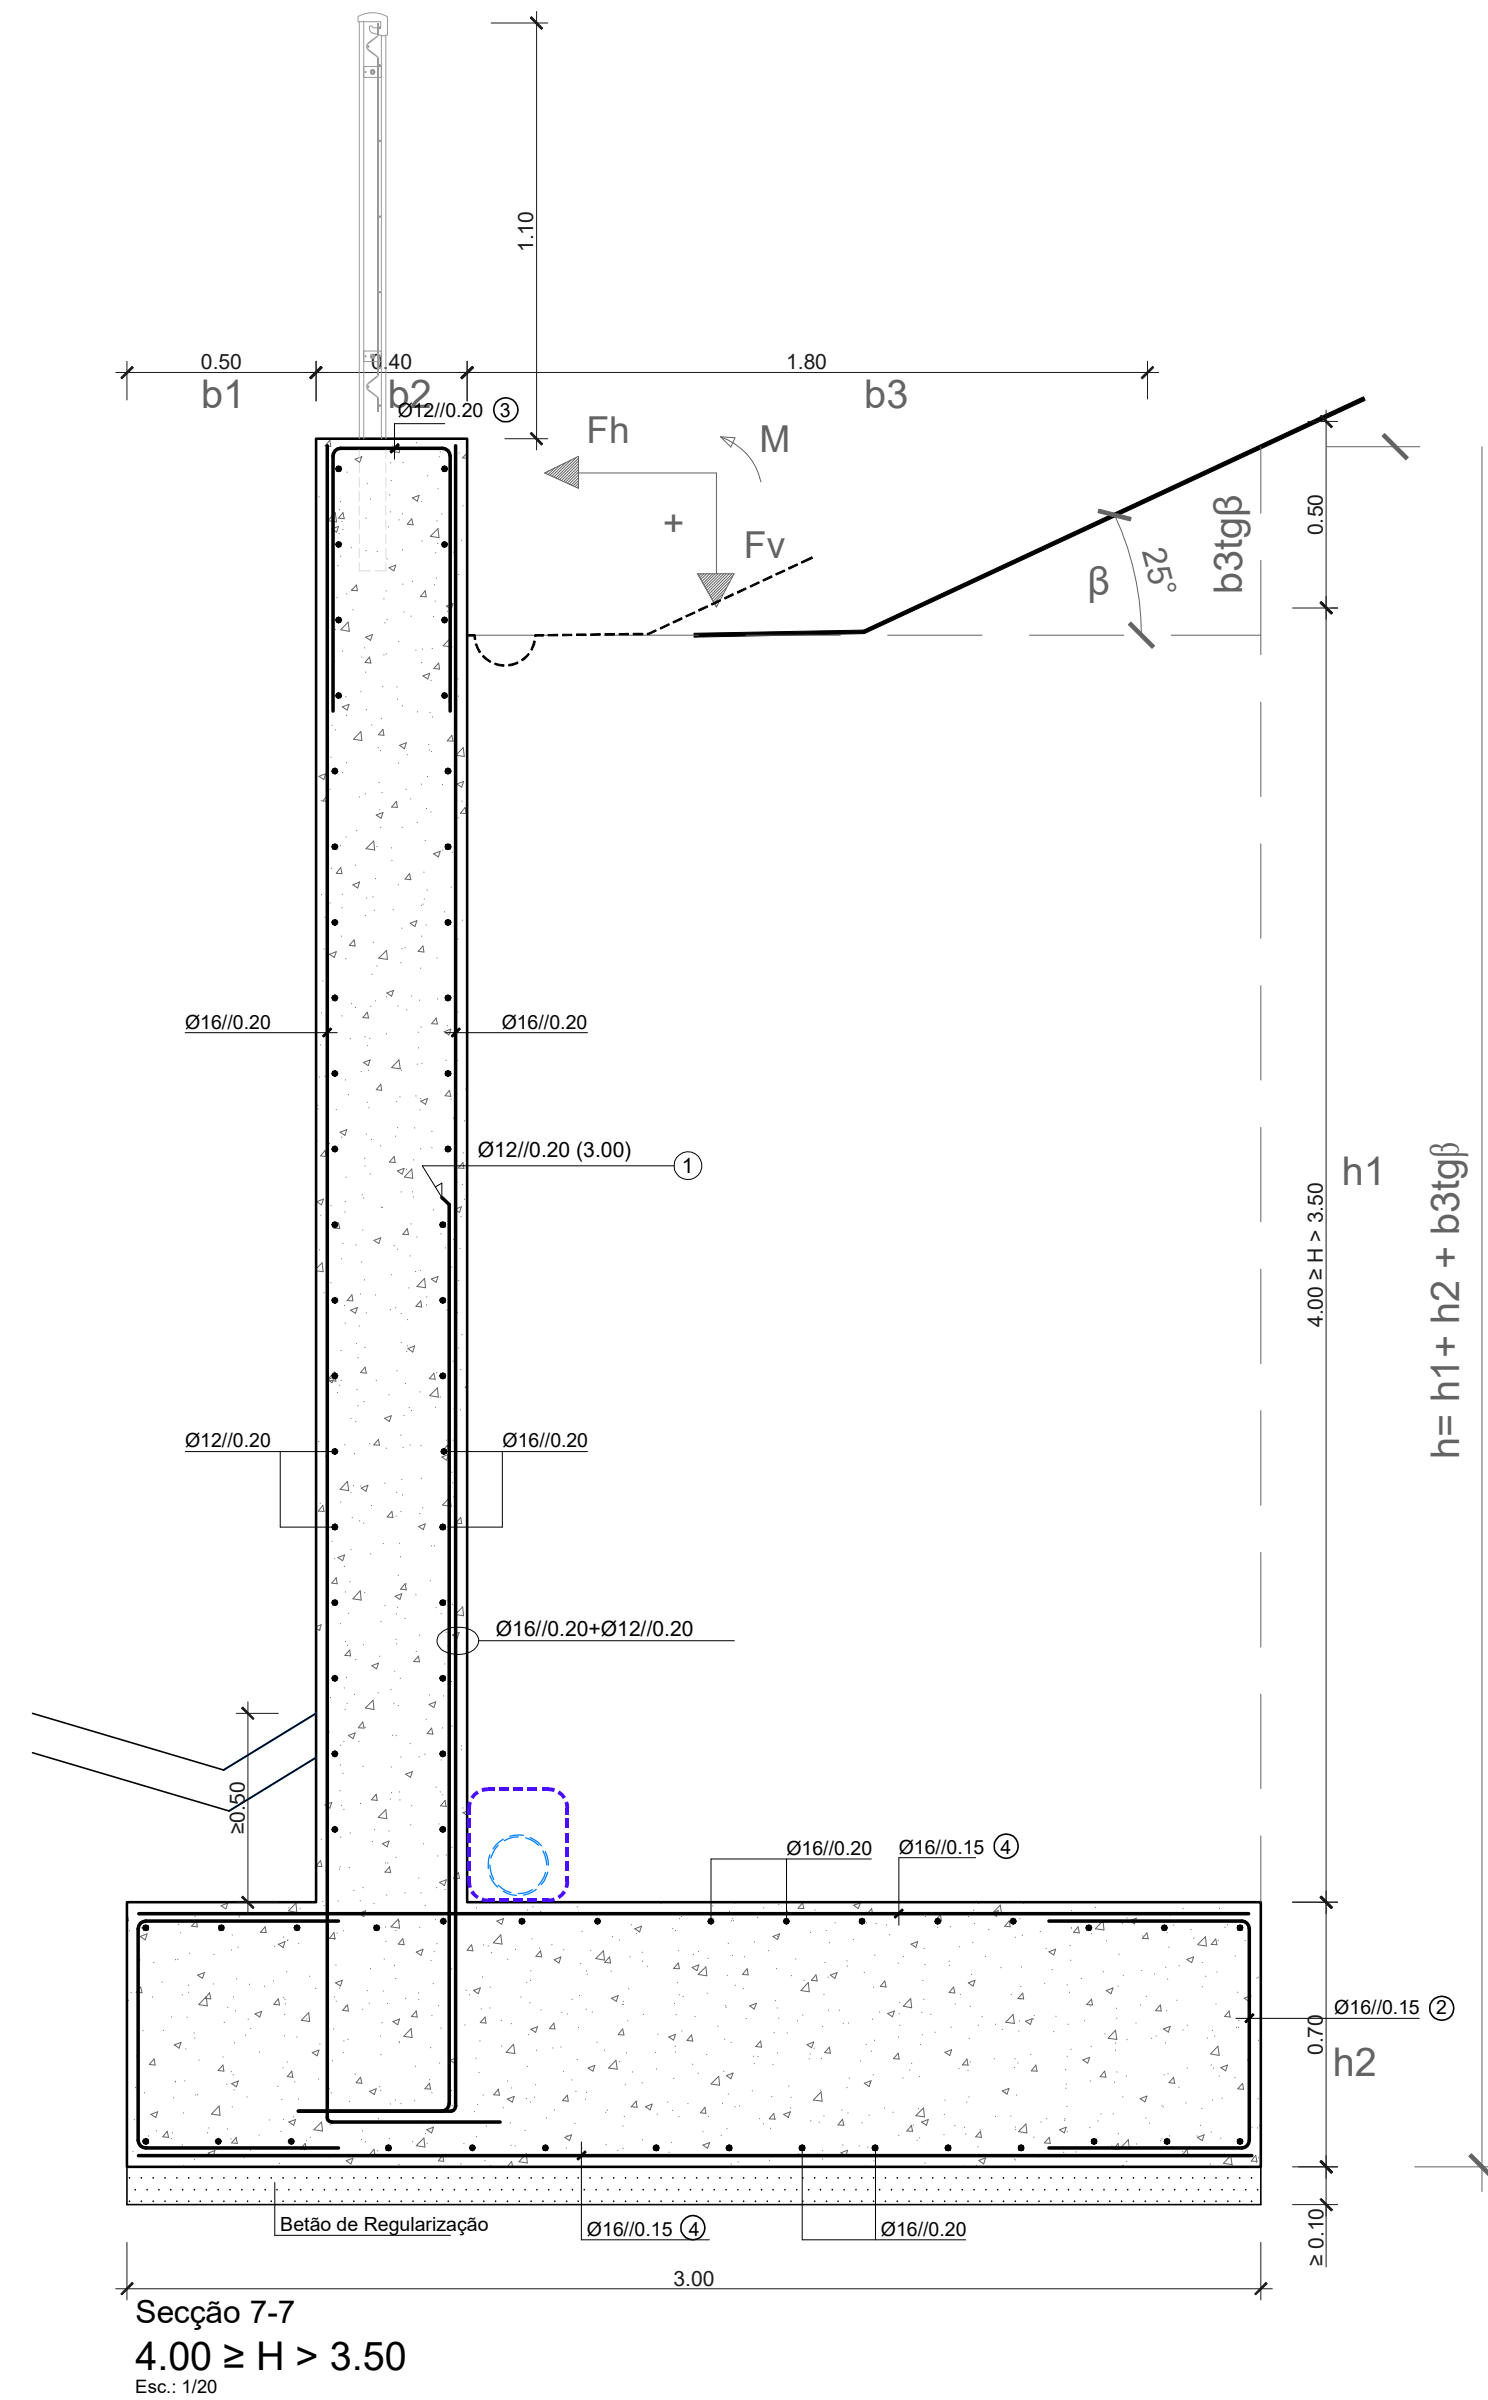 1.10
0.50
0.40
1.80
b1
b2
b3
Ø12//0.20 3
Fh
M
+
Fv
β
25°
b3tgβ
0.50
Ø16//0.20
Ø16//0.20
Ø12//0.20 (3.00) 1
h1
4.00 ≥ H > 3.50
h= h1+ h2 + b3tgβ
Ø12//0.20
Ø16//0.20
Ø16//0.20+Ø12//0.20
≥0.50
Ø16//0.20
Ø16//0.15 4
Ø16//0.15 2
0.70
h2
Betão de Regularização
Ø16//0.15 4
Ø16//0.20
≥ 0.10
3.00
Secção 7-7
4.00 ≥ H > 3.50
Esc.: 1/20